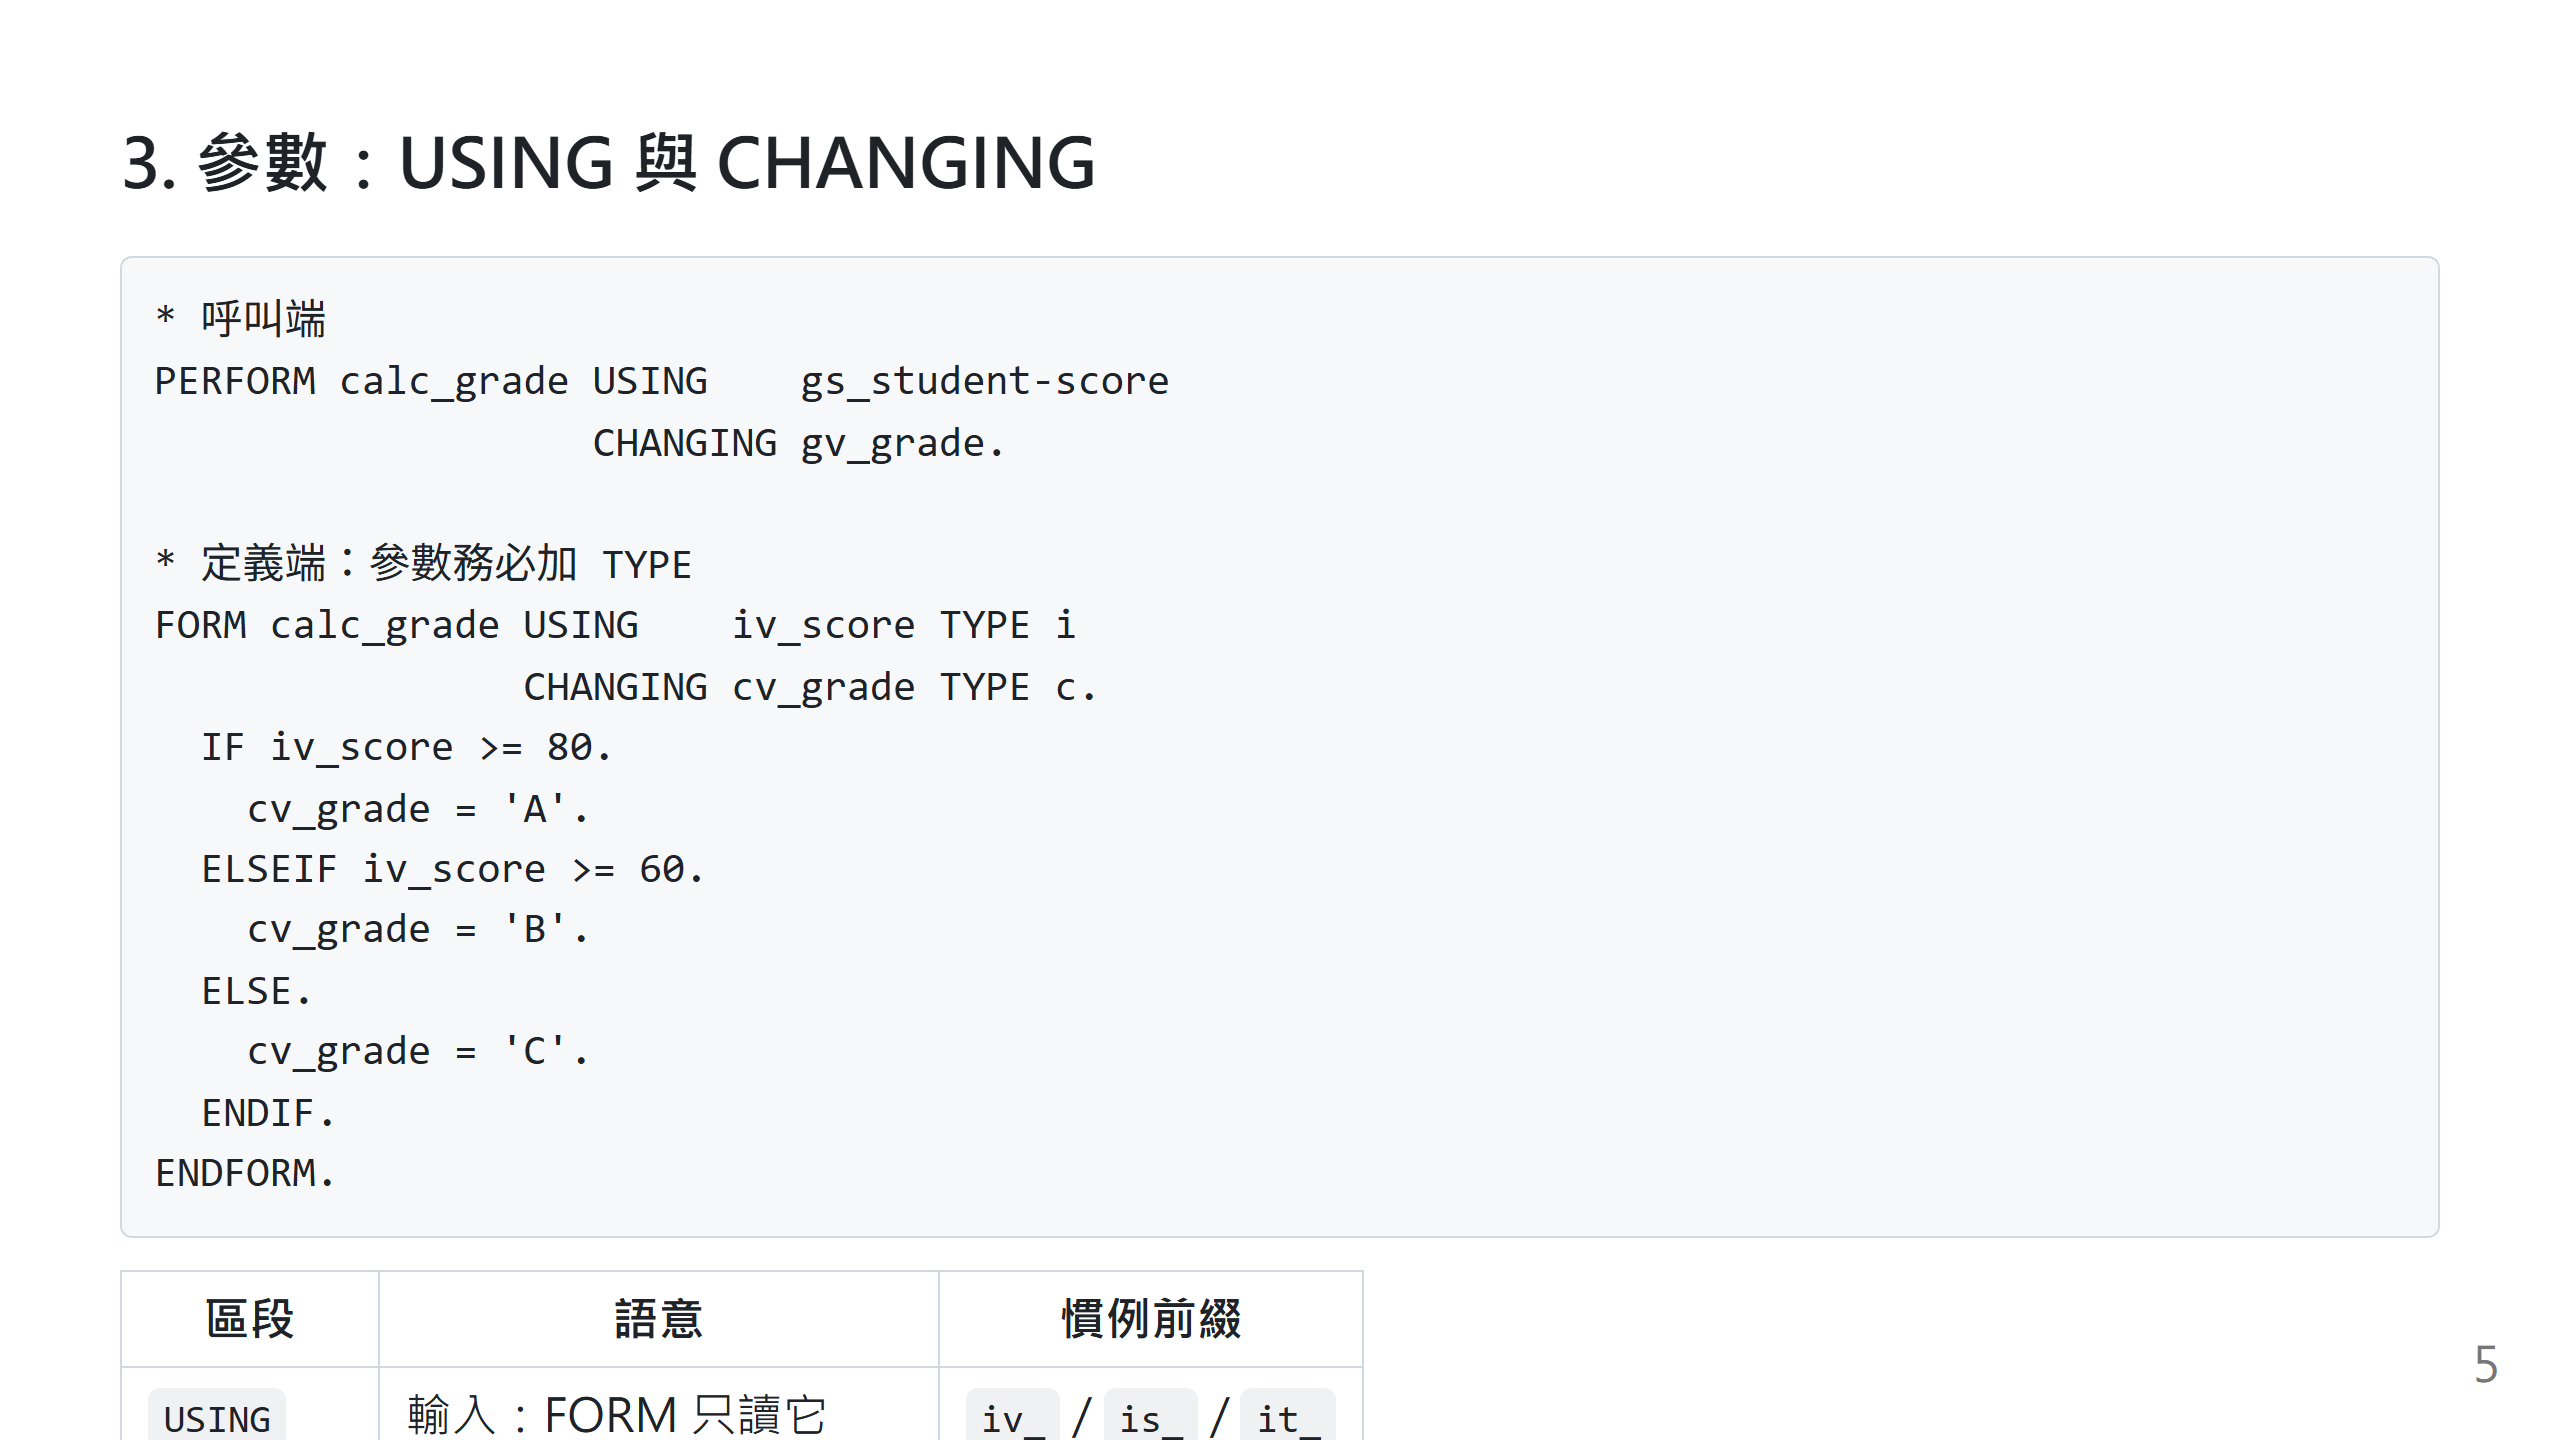 3. 參數：USING 與 CHANGING
* 呼叫端
PERFORM calc_grade USING    gs_student-score
                   CHANGING gv_grade.

* 定義端：參數務必加 TYPE
FORM calc_grade USING    iv_score TYPE i
                CHANGING cv_grade TYPE c.
  IF iv_score >= 80.
    cv_grade = 'A'.
  ELSEIF iv_score >= 60.
    cv_grade = 'B'.
  ELSE.
    cv_grade = 'C'.
  ENDIF.
ENDFORM.
區段 語意 慣例前綴
USING 輸入：FORM 只讀它 iv_ / is_ / it_
5